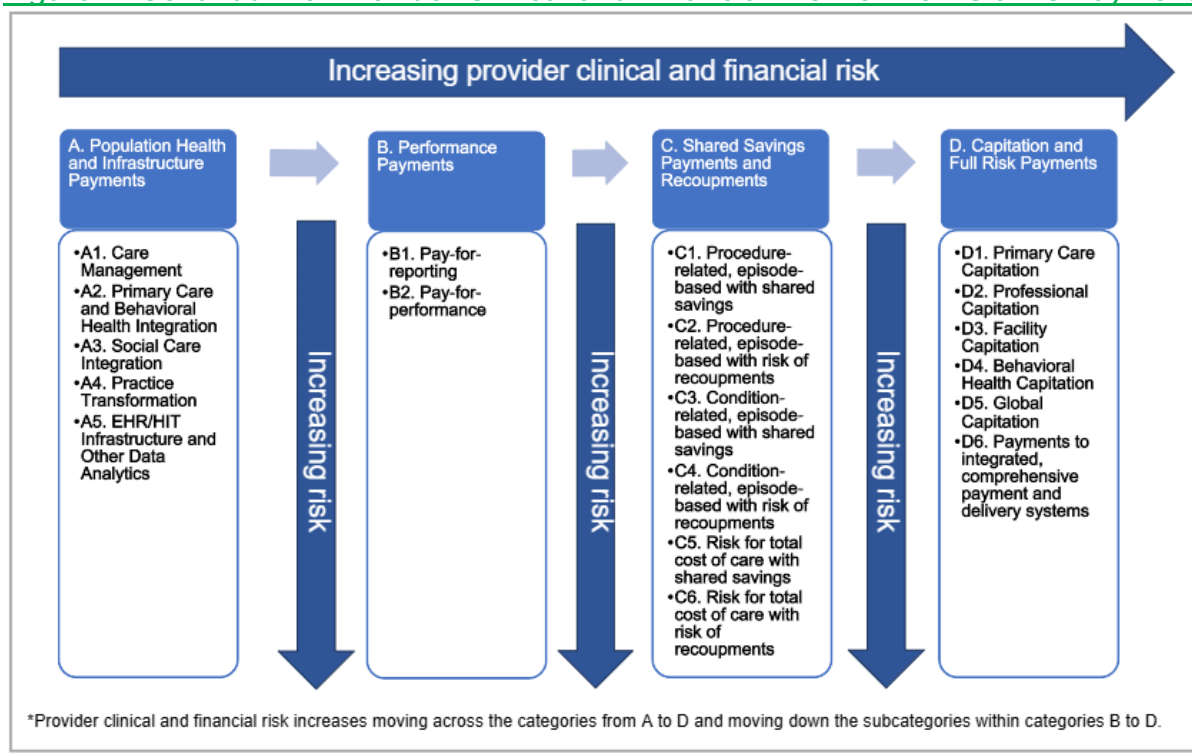 Increasing provider clinical and financial risk
A. Population Health
and Infrastructure
Payments
•A1. Care
Management
•A2. Primary Care
and Behavioral
Health Integration
•A3. Social Care
Integration
•A4. Practice
Transformation
•A5. EHR/HIT
Infrastructure and
Other Data
Analytics
Increasing risk
B. Performance
Payments
•B1. Pay-for-
reporting
•B2. Pay-for-
performance
Increasing risk
C. Shared Savings
Payments and
Recoupments
•C1. Procedure-
related, episode-
based with shared
savings
•C2. Procedure-
related, episode-
based with risk of
recoupments
•C3. Condition-
related, episode-
based with shared
savings
•C4. Condition-
related, episode-
based with risk of
recoupments
•C5. Risk for total
cost of care with
shared savings
•C6. Risk for total
cost of care with
risk of
recoupments
Increasing risk
D. Capitation and
Full Risk Payments
•D1. Primary Care
Capitation
•D2. Professional
Capitation
•D3. Facility
Capitation
•D4. Behavioral
Health Capitation
•D5. Global
Capitation
•D6. Payments to
integrated,
comprehensive
payment and
delivery systems
*Provider clinical and financial risk increases moving across the categories from A to D and moving down the subcategories within categories B to D.